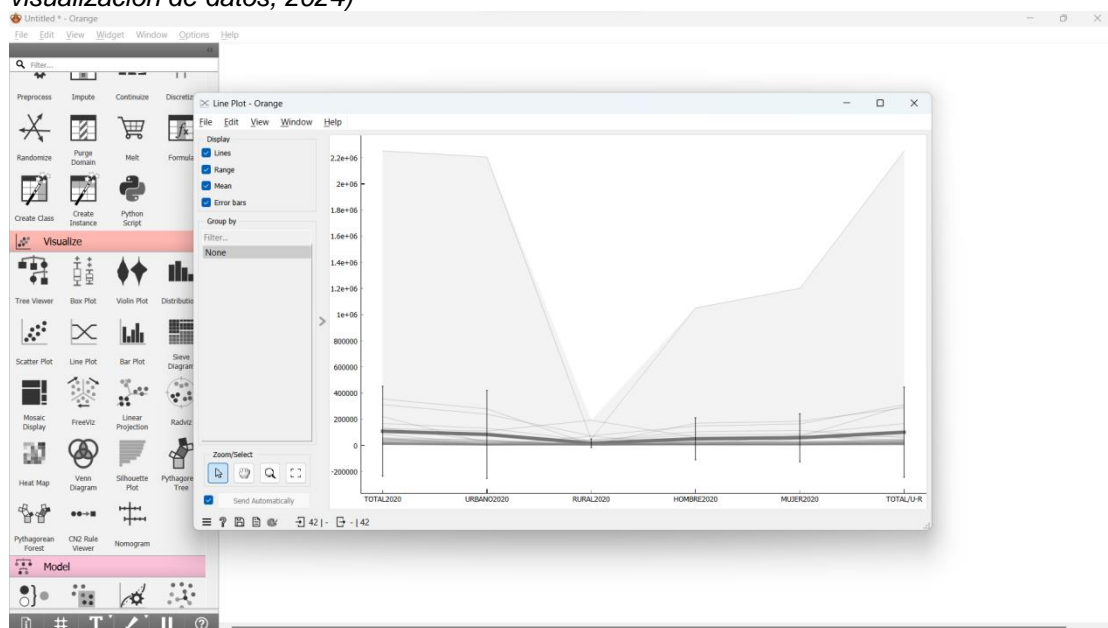 visualización de datos, 2024)
Untitled * - Orange
File Edit View Widget Window Options Help
Filter...
Preprocess Impute Continuize Discretiz
Randomize Purge Domain Melt Formula
Create Class Create Instance Python Script
Visualize
Tree Viewer Box Plot Violin Plot Distributio
Scatter Plot Line Plot Bar Plot Sieve Diagram
Mosaic Display FreeViz Linear Projection Radviz
Heat Map Venn Diagram Silhouette Plot Pythagore Tree
Pythagorean Forest CN2 Rule Viewer Nomogram
Model
Line Plot - Orange
File Edit View Window Help
Display
Lines
Range
Mean
Error bars
Group by
Filter...
None
Zoom/Select
Send Automatically
42 | - - | 42
2.2e+06
2e+06
1.8e+06
1.6e+06
1.4e+06
1.2e+06
1e+06
800000
600000
400000
200000
0
-200000
TOTAL2020 URBANO2020 RURAL2020 HOMBRE2020 MUJER2020 TOTAL/U-R